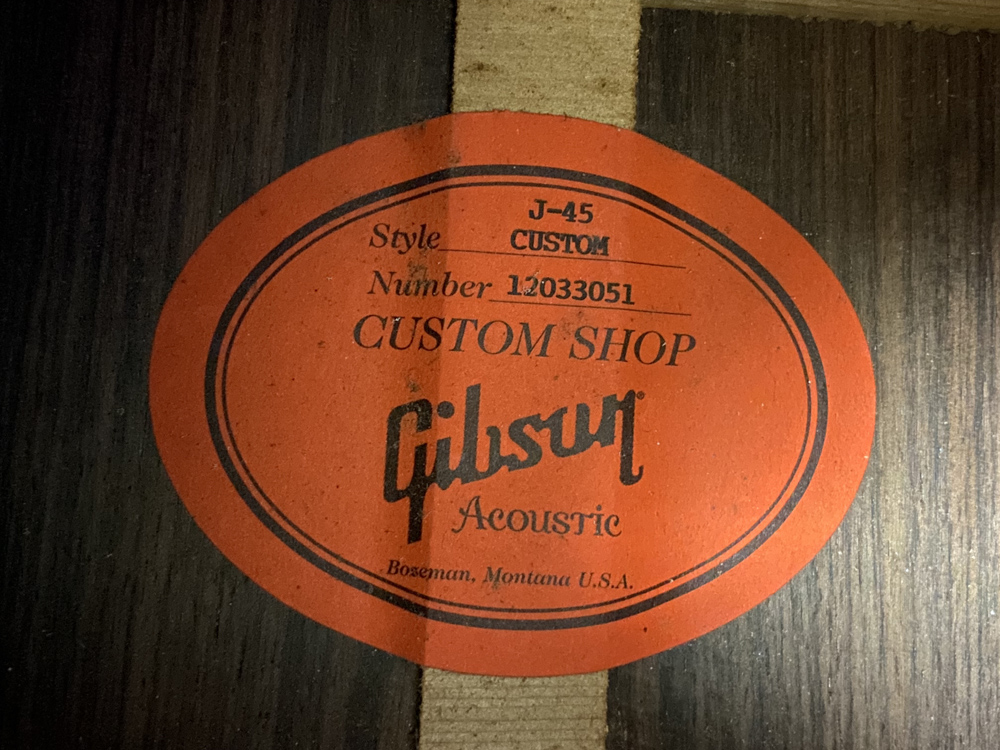 J-45
Style CUSTOM
Number 12033051
CUSTOM SHOP
Gibson
Acoustic
Bozeman, Montana U.S.A.